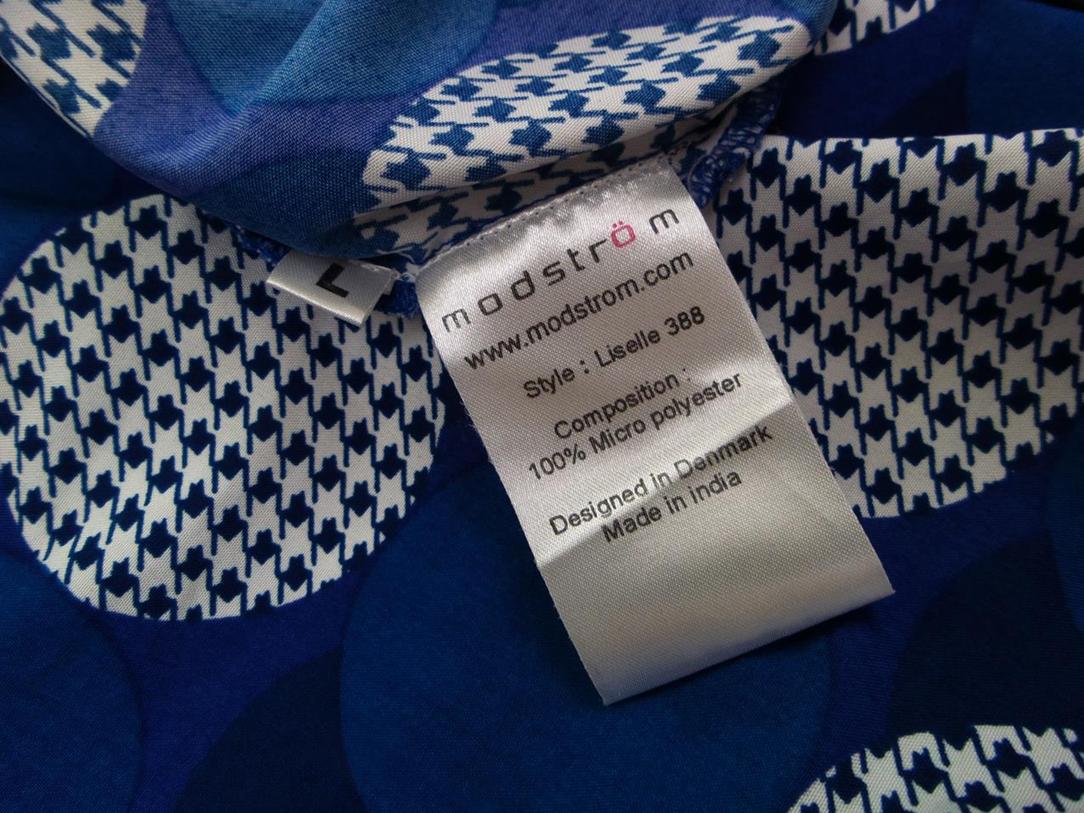 L
modström
www.modstrom.com
Style : Liselle 388
Composition :
100% Micro polyester
Designed in Denmark
Made in india